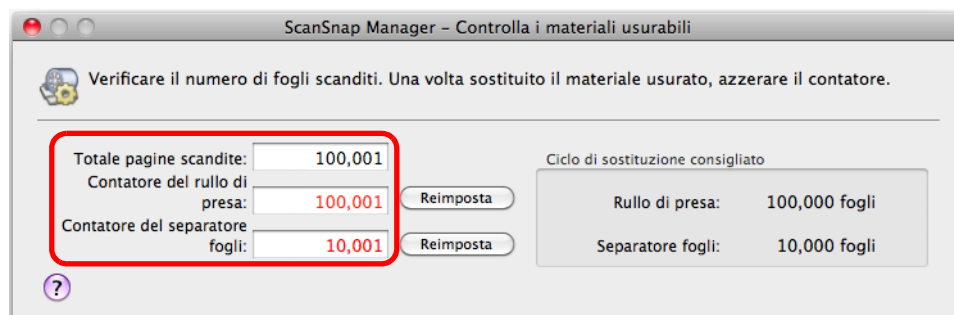 ScanSnap Manager – Controlla i materiali usurabili
Verificare il numero di fogli scanditi. Una volta sostituito il materiale usurato, azzerare il contatore.
Totale pagine scandite: 100,001
Contatore del rullo di
presa: 100,001 Reimposta
Contatore del separatore
fogli: 10,001 Reimposta
Ciclo di sostituzione consigliato
Rullo di presa: 100,000 fogli
Separatore fogli: 10,000 fogli
?